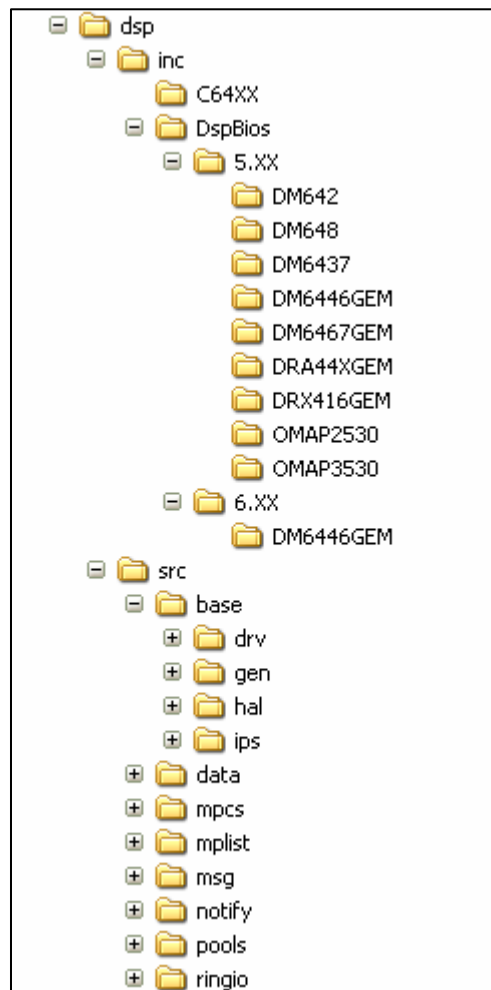 dsp
inc
C64XX
DspBios
5.XX
DM642
DM648
DM6437
DM6446GEM
DM6467GEM
DRA44XGEM
DRX416GEM
OMAP2530
OMAP3530
6.XX
DM6446GEM
src
base
drv
gen
hal
ips
data
mpcs
mplist
msg
notify
pools
ringio